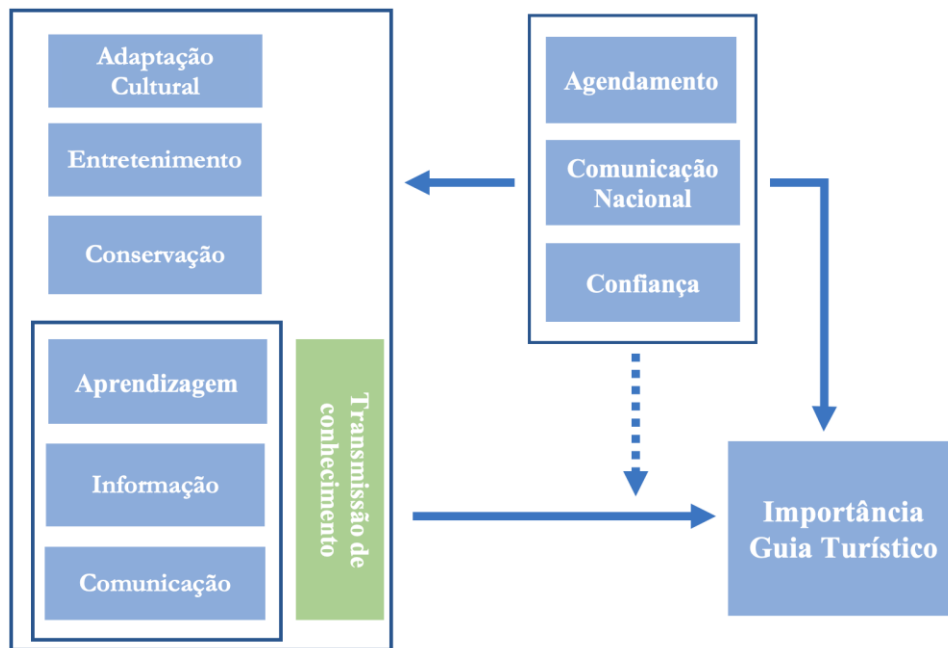 Adaptação
Cultural
Entretenimento
Conservação
Aprendizagem
Informação
Comunicação
Transmissão de
conhecimento
Agendamento
Comunicação
Nacional
Confiança
Importância
Guia Turístico